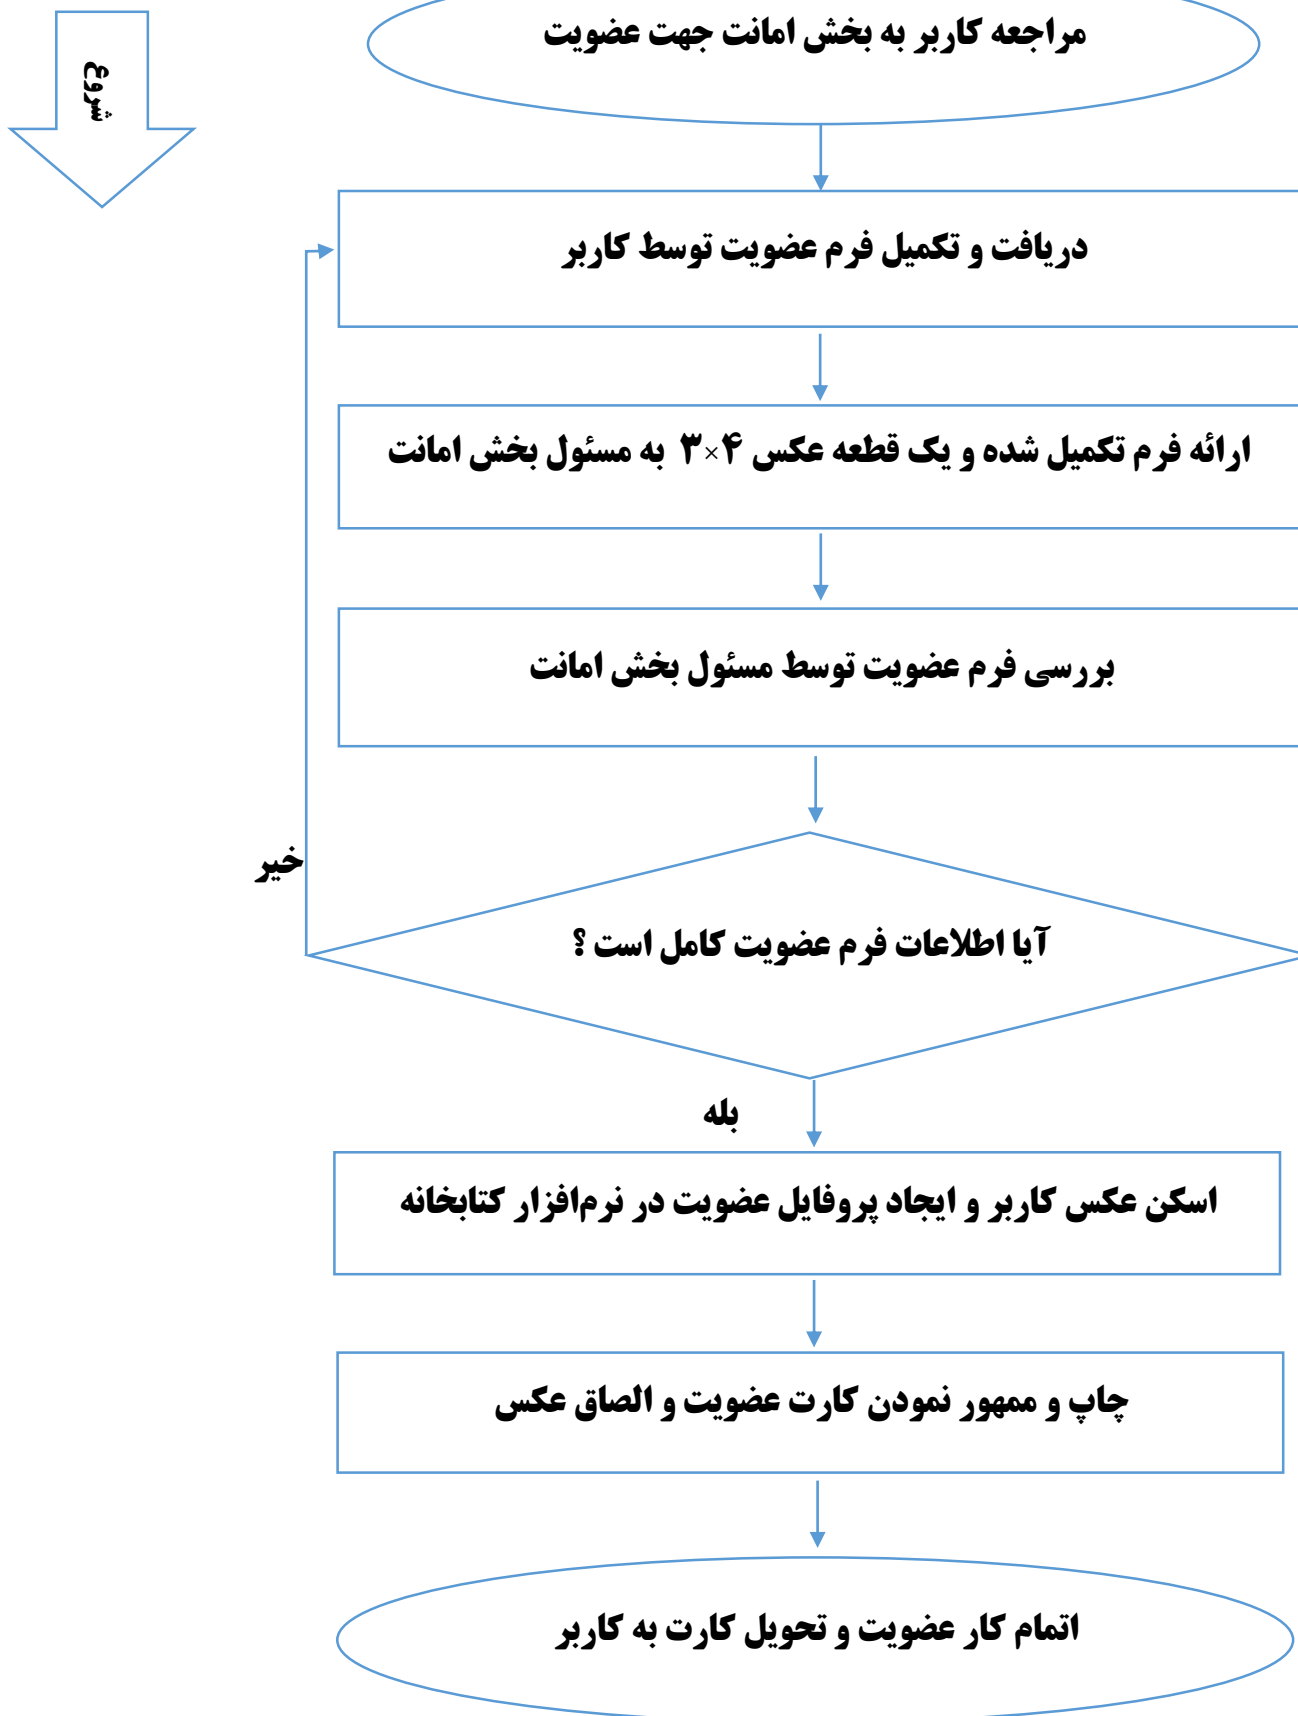 شروع
مراجعه کاربر به بخش امانت جهت عضویت
دریافت و تکمیل فرم عضویت توسط کاربر
ارائه فرم تکمیل شده و یک قطعه عکس ۴×۳ به مسئول بخش امانت
بررسی فرم عضویت توسط مسئول بخش امانت
خیر
آیا اطلاعات فرم عضویت کامل است ؟
بله
اسکن عکس کاربر و ایجاد پروفایل عضویت در نرم‌افزار کتابخانه
چاپ و ممهور نمودن کارت عضویت و الصاق عکس
اتمام کار عضویت و تحویل کارت به کاربر